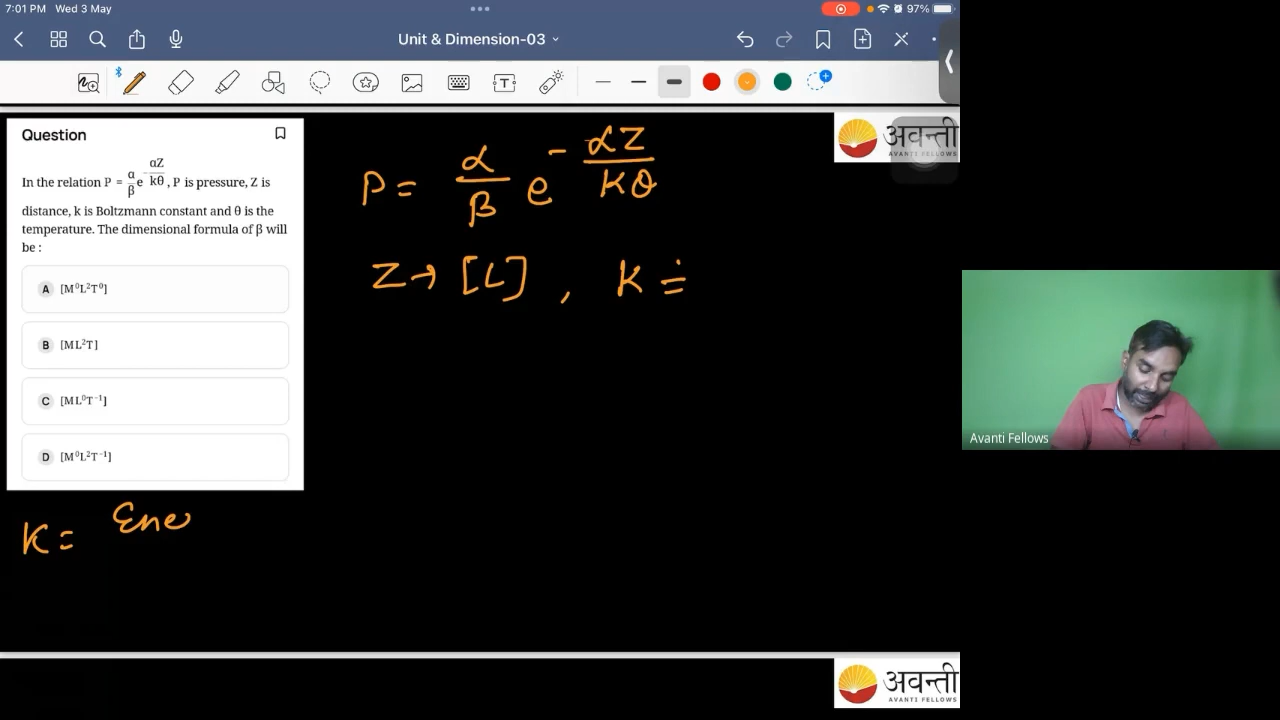 7:01 PM Wed 3 May
97%
Unit & Dimension-03
Question
In the relation P = α/β e^-αZ/kθ, P is pressure, Z is
distance, k is Boltzmann constant and θ is the
temperature. The dimensional formula of β will
be :
A [M⁰L²T⁰]
B [ML²T]
C [ML⁰T⁻¹]
D [M⁰L²T⁻¹]
P = α/β e^-αZ/Kθ
Z → [L] , K =
K = Ene
अवन्ती
AVANTI FELLOWS
Avanti Fellows
अवन्ती
AVANTI FELLOWS